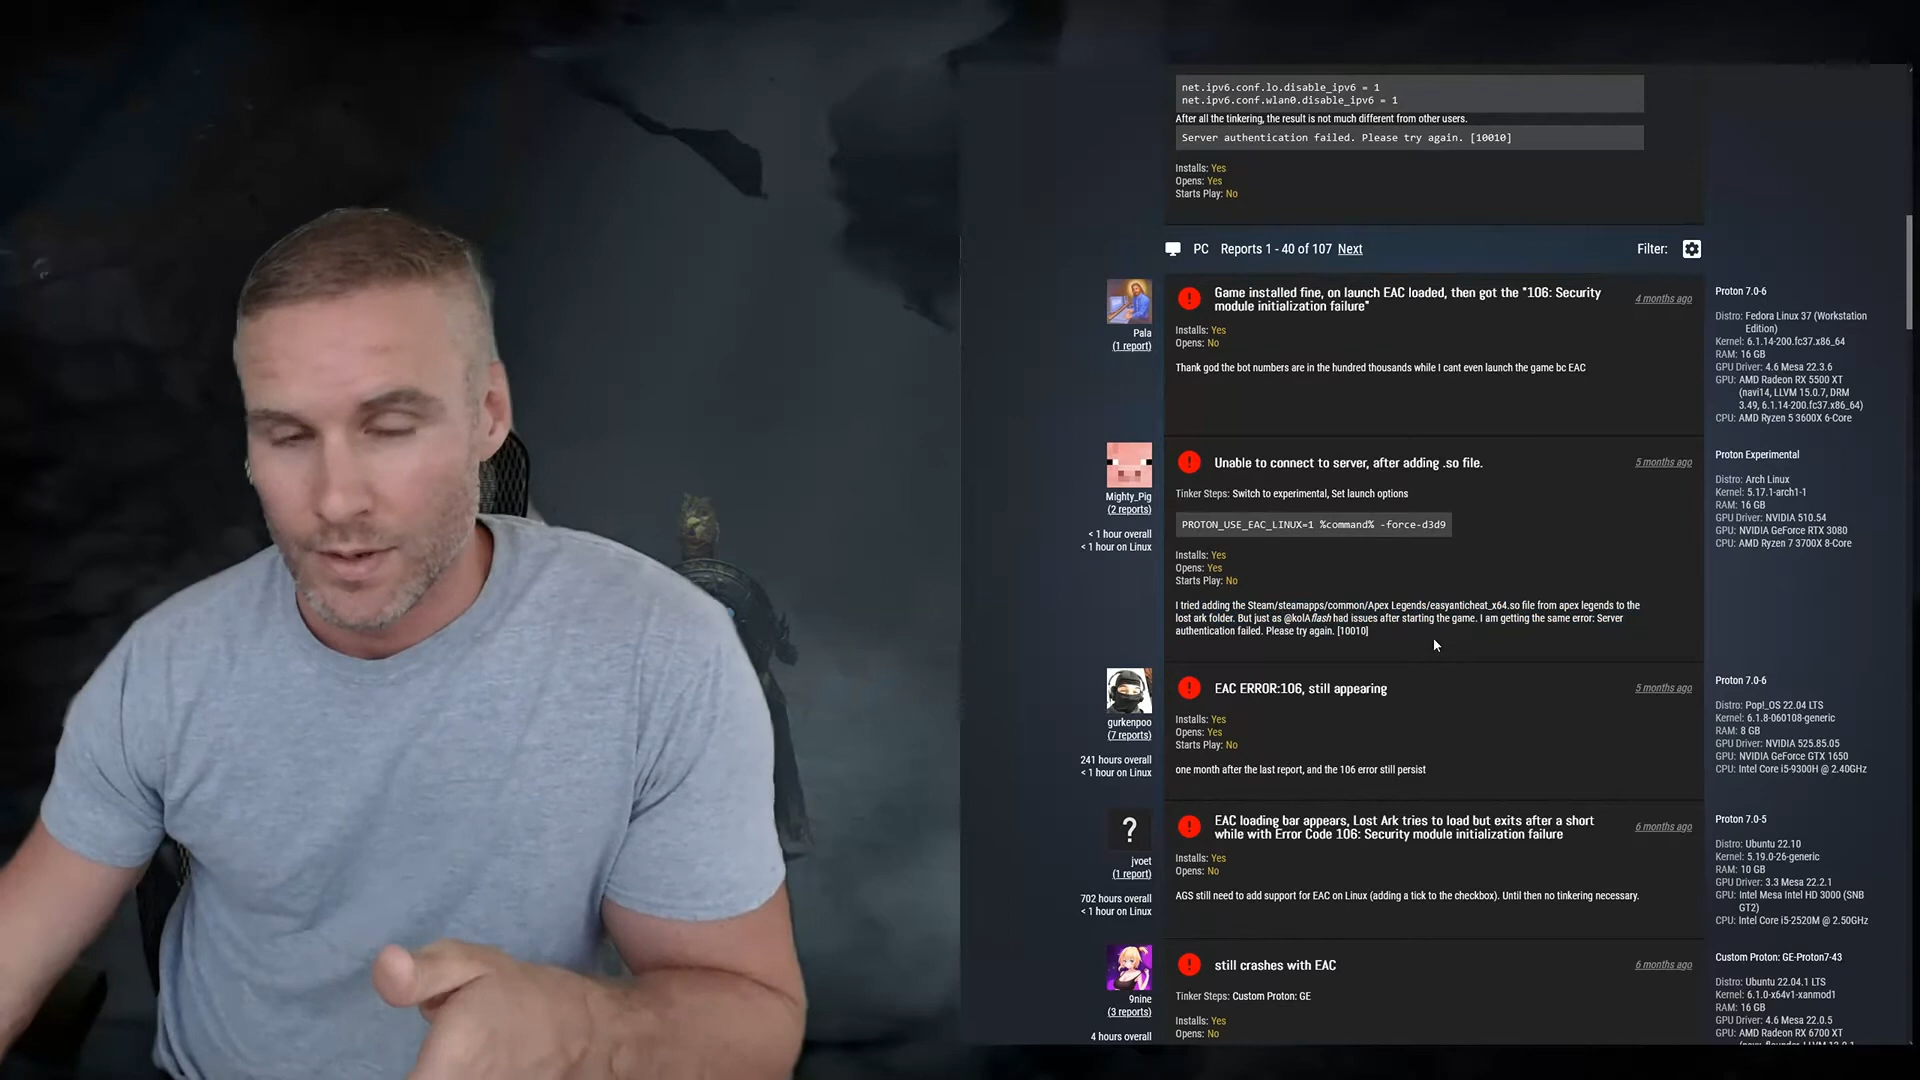 net.ipv6.conf.lo.disable_ipv6 = 1
net.ipv6.conf.wlan0.disable_ipv6 = 1
After all the tinkering, the result is not much different from other users.
Server authentication failed. Please try again. [10010]
Installs: Yes
Opens: Yes
Starts Play: No
PC Reports 1 - 40 of 107 Next
Filter:
Pala
(1 report)
Game installed fine, on launch EAC loaded, then got the "106: Security
module initialization failure"
4 months ago
Installs: Yes
Opens: No
Thank god the bot numbers are in the hundred thousands while I cant even launch the game bc EAC
Proton 7.0-6
Distro: Fedora Linux 37 (Workstation
Edition)
Kernel: 6.1.14-200.fc37.x86_64
RAM: 16 GB
GPU Driver: 4.6 Mesa 22.3.6
GPU: AMD Radeon RX 5500 XT
(navi14, LLVM 15.0.7, DRM
3.49, 6.1.14-200.fc37.x86_64)
CPU: AMD Ryzen 5 3600X 6-Core
Mighty_Pig
(2 reports)
< 1 hour overall
< 1 hour on Linux
Unable to connect to server, after adding .so file.
5 months ago
Tinker Steps: Switch to experimental, Set launch options
PROTON_USE_EAC_LINUX=1 %command% -force-d3d9
Installs: Yes
Opens: Yes
Starts Play: No
I tried adding the Steam/steamapps/common/Apex Legends/easyanticheat_x64.so file from apex legends to the
lost ark folder. But just as @kolAflash had issues after starting the game. I am getting the same error: Server
authentication failed. Please try again. [10010]
Proton Experimental
Distro: Arch Linux
Kernel: 5.17.1-arch1-1
RAM: 16 GB
GPU Driver: NVIDIA 510.54
GPU: NVIDIA GeForce RTX 3080
CPU: AMD Ryzen 7 3700X 8-Core
gurkenpoo
(7 reports)
241 hours overall
< 1 hour on Linux
EAC ERROR:106, still appearing
5 months ago
Installs: Yes
Opens: Yes
Starts Play: No
one month after the last report, and the 106 error still persist
Proton 7.0-6
Distro: Pop!_OS 22.04 LTS
Kernel: 6.1.8-060108-generic
RAM: 8 GB
GPU Driver: NVIDIA 525.85.05
GPU: NVIDIA GeForce GTX 1650
CPU: Intel Core i5-9300H @ 2.40GHz
?
jvoet
(1 report)
702 hours overall
< 1 hour on Linux
EAC loading bar appears, Lost Ark tries to load but exits after a short
while with Error Code 106: Security module initialization failure
6 months ago
Installs: Yes
Opens: No
AGS still need to add support for EAC on Linux (adding a tick to the checkbox). Until then no tinkering necessary.
Proton 7.0-5
Distro: Ubuntu 22.10
Kernel: 5.19.0-26-generic
RAM: 10 GB
GPU Driver: 3.3 Mesa 22.2.1
GPU: Intel Mesa Intel HD 3000 (SNB
GT2)
CPU: Intel Core i5-2520M @ 2.50GHz
9nine
(3 reports)
4 hours overall
still crashes with EAC
6 months ago
Tinker Steps: Custom Proton: GE
Installs: Yes
Opens: No
Custom Proton: GE-Proton7-43
Distro: Ubuntu 22.04.1 LTS
Kernel: 6.1.0-x64v1-xanmod1
RAM: 16 GB
GPU Driver: 4.6 Mesa 22.0.5
GPU: AMD Radeon RX 6700 XT